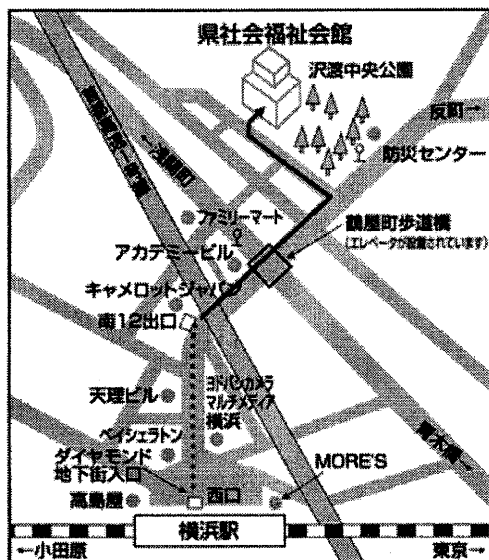 県社会福祉会館
沢渡中央公園
反町→
防災センター
←浅間町
ファミリーマート
鶴屋町歩道橋
(エレベータが設置されています)
アカデミービル
キャメロットジャパン
南12出口
天理ビル
ヨドバシカメラ
マルチメディア
横浜
ベイシェラトン
ダイヤモンド
地下街入口
MORE'S
高島屋
西口
横浜駅
←小田原
東京→